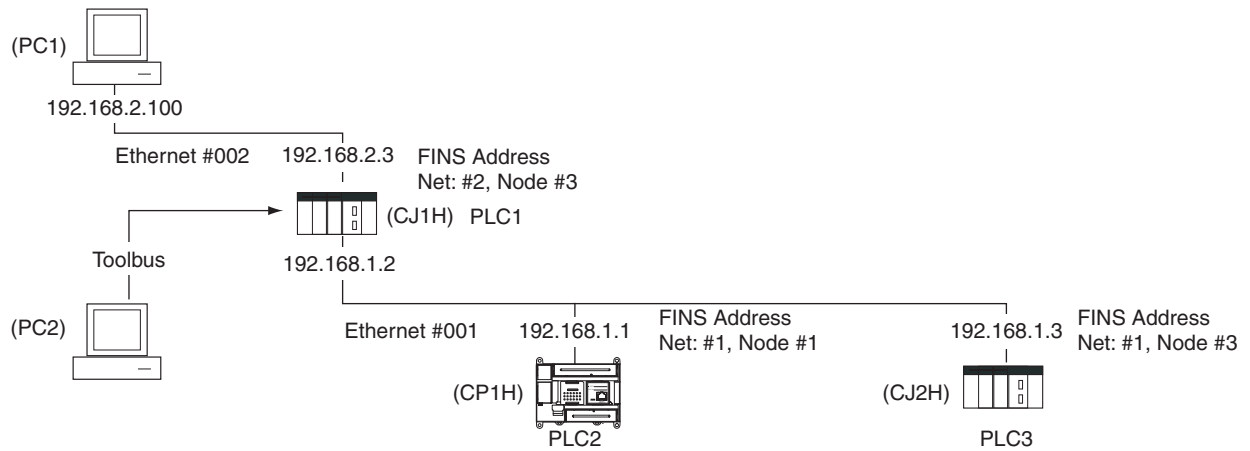 (PC1)
192.168.2.100
Ethernet #002
192.168.2.3
FINS Address
Net: #2, Node #3
(CJ1H) PLC1
Toolbus
192.168.1.2
(PC2)
Ethernet #001
192.168.1.1
FINS Address
Net: #1, Node #1
192.168.1.3
FINS Address
Net: #1, Node #3
(CP1H)
PLC2
(CJ2H)
PLC3